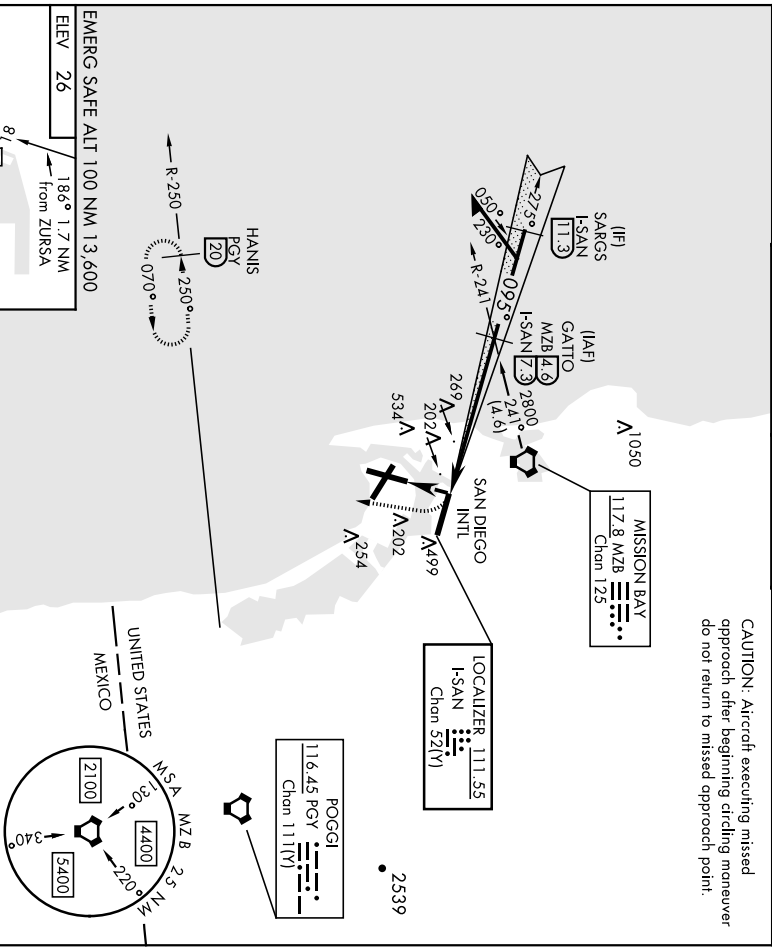 CAUTION: Aircraft executing missed
approach after beginning circling maneuver
do not return to missed approach point.
MISSION BAY
117.8 MZB
Chan 125
1050
(IF)
SARGS
I-SAN
11.3
275°
050°
230°
095°
R-241
(IAF)
GATTO
MZB 4.6
I-SAN 7.3
2800
241°
(4.6)
269
202
534
SAN DIEGO
INTL
499
202
254
LOCALIZER 111.55
I-SAN
Chan 52(Y)
2539
POGGI
116.45 PGY
Chan 111(Y)
HANIS
PGY
20
R-250
250°
070°
UNITED STATES
MEXICO
MSA MZB 25 NM
130°
2100
4400
220°
340°
5400
EMERG SAFE ALT 100 NM 13,600
ELEV 26
186° 1.7 NM
from ZURSA